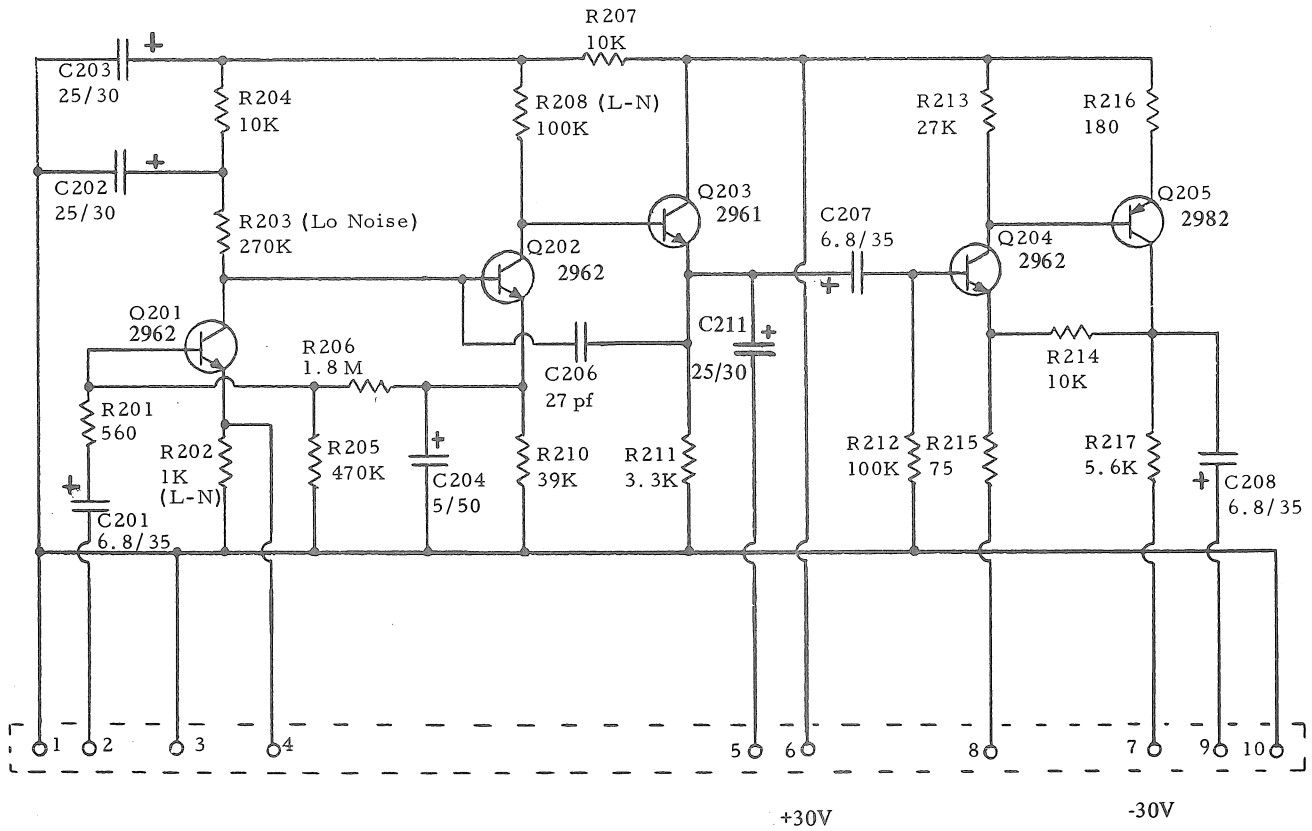 R207
10K
C203
25/30
R204
10K
R208 (L-N)
100K
R213
27K
R216
180
C202
25/30
R203 (Lo Noise)
270K
Q203
2961
Q205
2982
C207
6.8/35
Q202
2962
Q204
2962
Q201
2962
R206
1.8 M
C206
27 pf
C211
25/30
R214
10K
R201
560
R202
1K
(L-N)
R205
470K
C204
5/50
R210
39K
R211
3.3K
R212
100K
R215
75
R217
5.6K
C208
6.8/35
C201
6.8/35
1
2
3
4
5
6
8
7
9
10
+30V
-30V